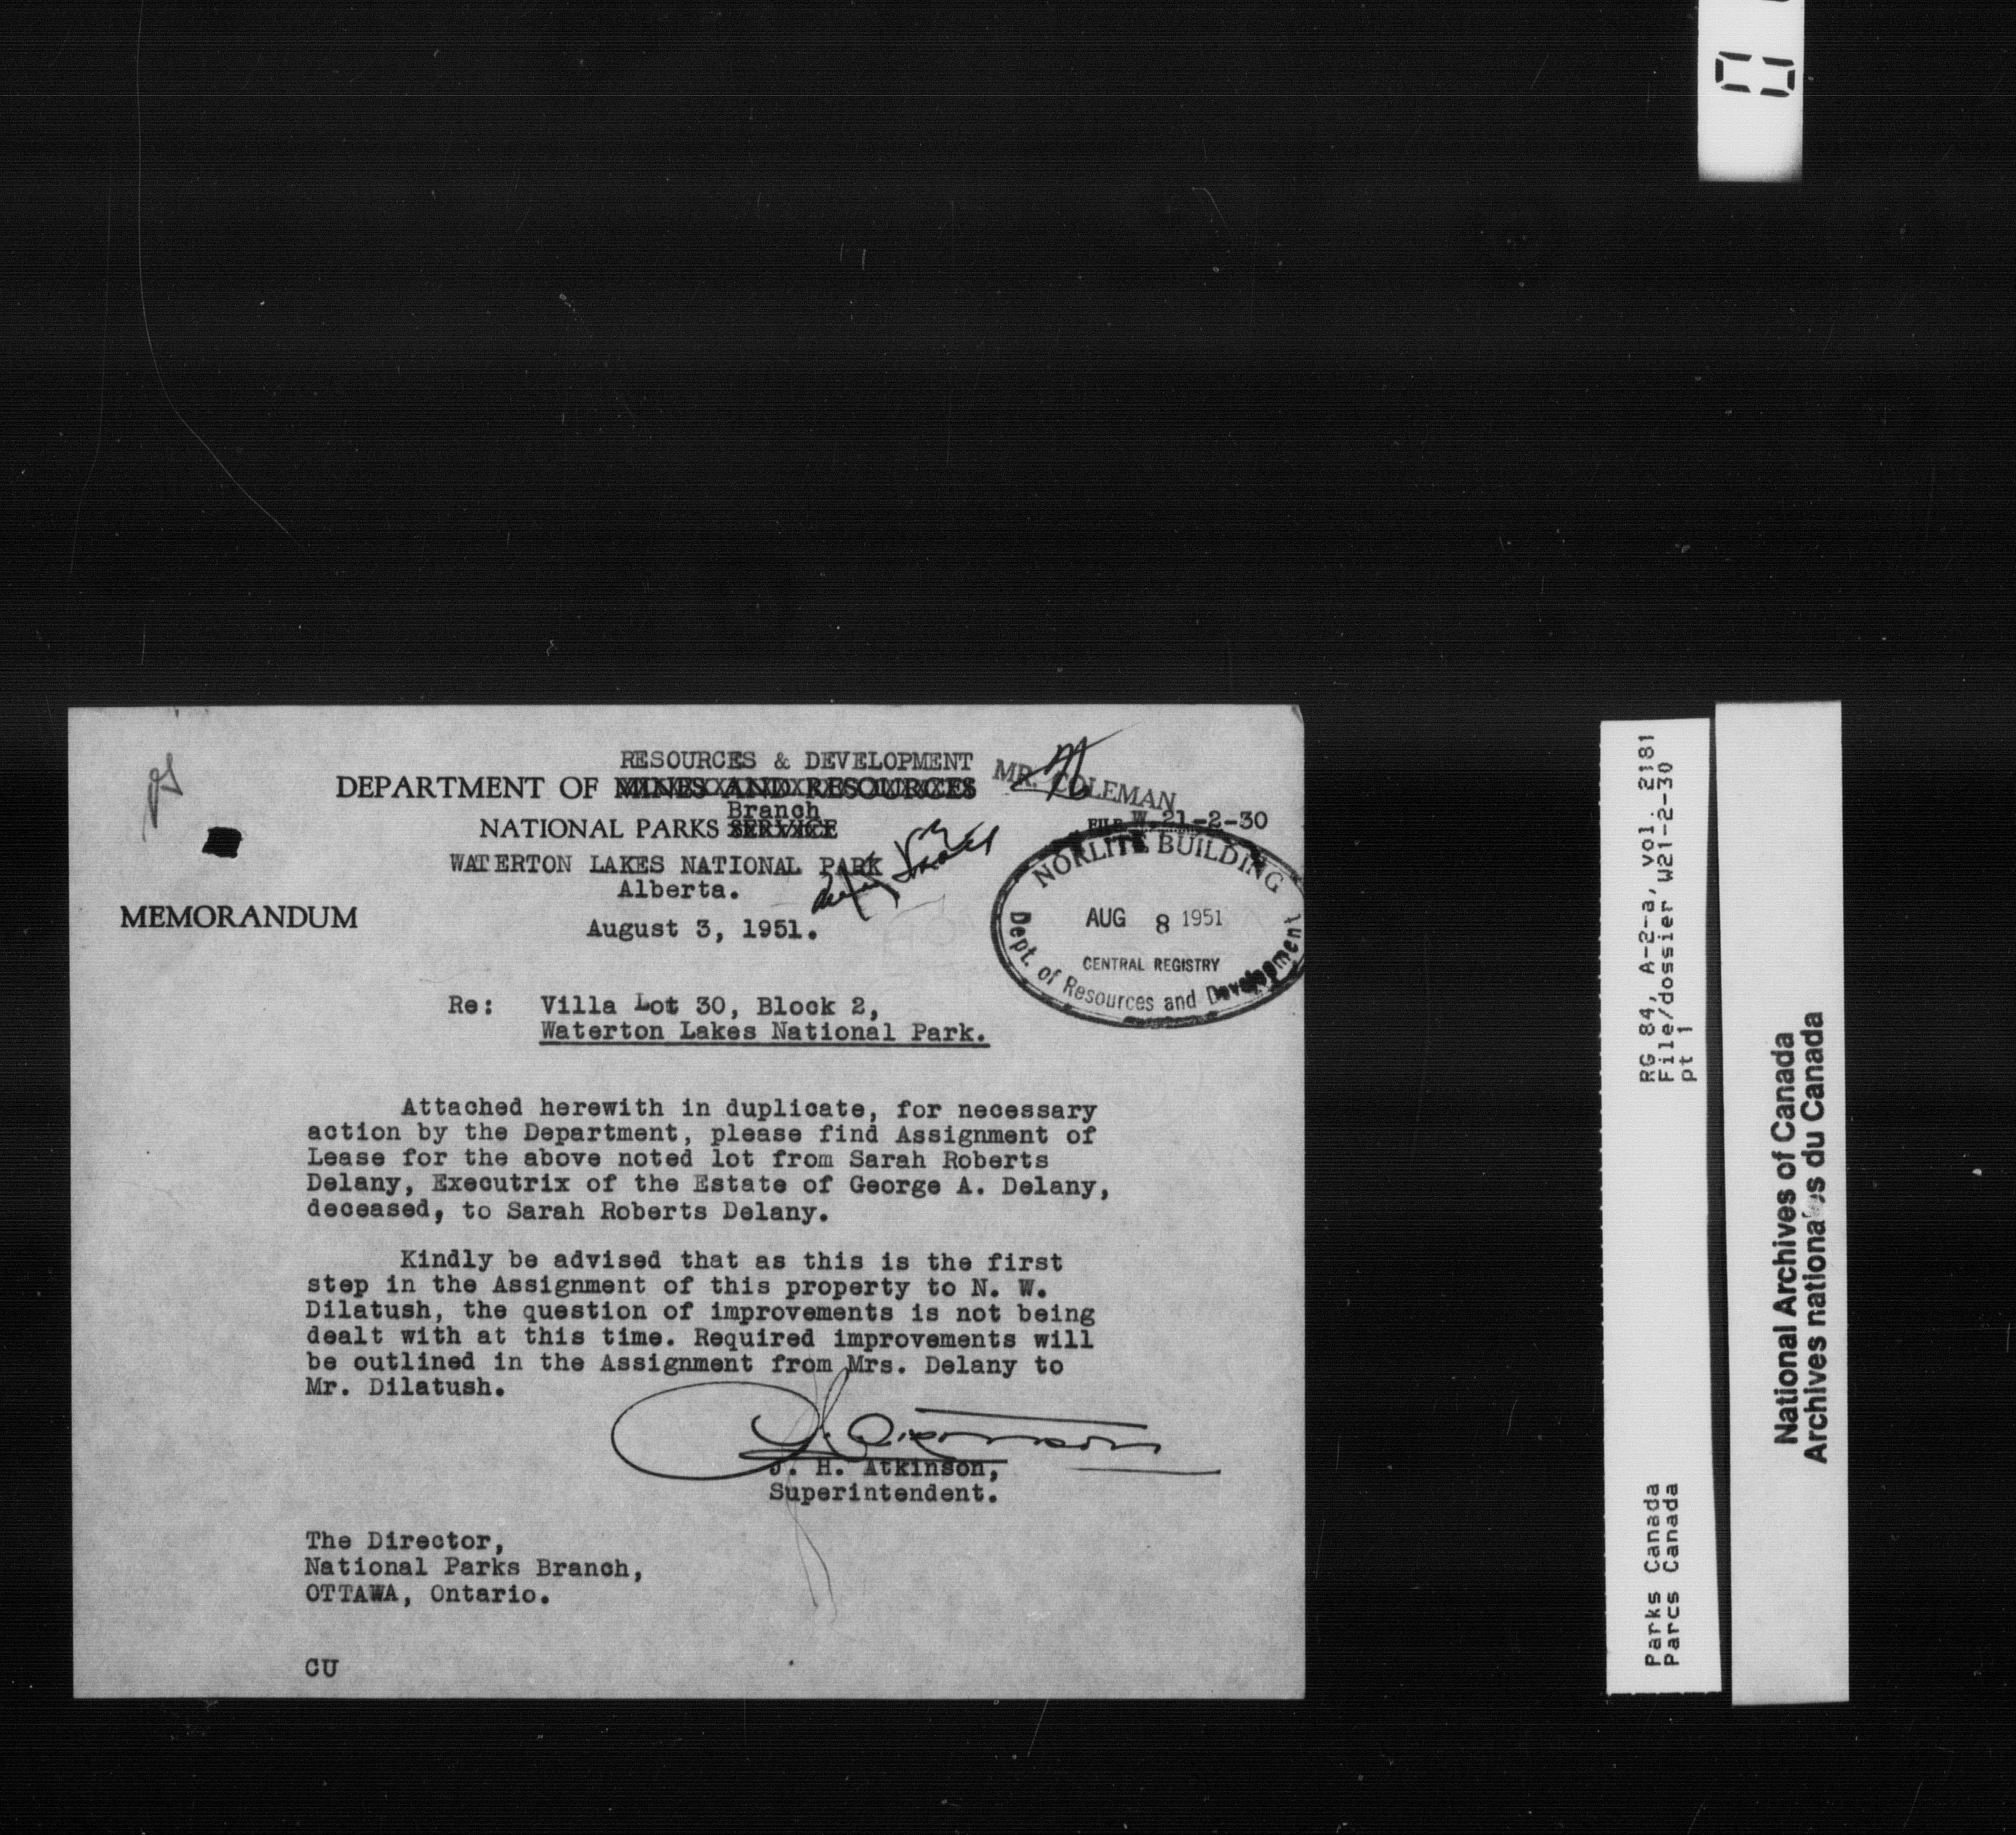 RESOURCES & DEVELOPMENT
DEPARTMENT OF MINES AND RESOURCES
MR. COLEMAN
Branch
FILE W.21-2-30
NATIONAL PARKS SERVICE
WATERTON LAKES NATIONAL PARK
Alberta.
MEMORANDUM
August 3, 1951.
NORLITE BUILDING
AUG 8 1951
CENTRAL REGISTRY
Dept. of Resources and Development
Re: Villa Lot 30, Block 2,
Waterton Lakes National Park.
Attached herewith in duplicate, for necessary
action by the Department, please find Assignment of
Lease for the above noted lot from Sarah Roberts
Delany, Executrix of the Estate of George A. Delany,
deceased, to Sarah Roberts Delany.
Kindly be advised that as this is the first
step in the Assignment of this property to N. W.
Dilatush, the question of improvements is not being
dealt with at this time. Required improvements will
be outlined in the Assignment from Mrs. Delany to
Mr. Dilatush.
J. H. Atkinson,
Superintendent.
The Director,
National Parks Branch,
OTTAWA, Ontario.
CU
RG 84, A-2-a, vol. 2181
File/dossier W21-2-30
pt 1
Parks Canada
Parcs Canada
National Archives of Canada
Archives nationales du Canada